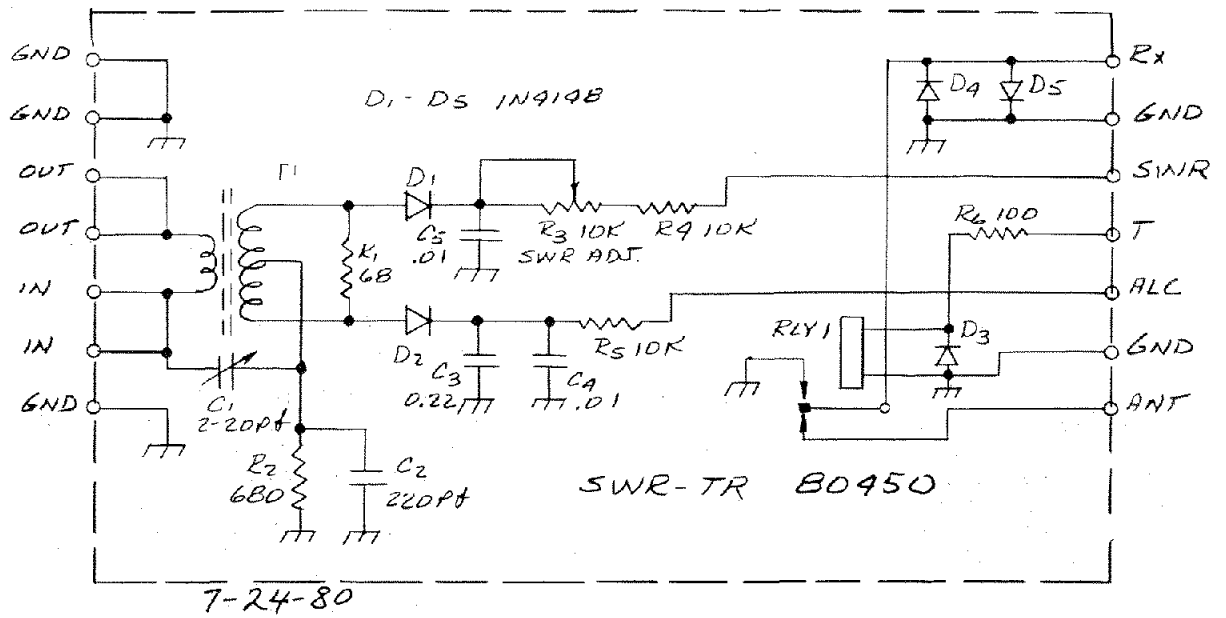 GND
GND
OUT
OUT
IN
IN
GND
D1-D5 1N4148
T1
D1
C5
.01
R3 10K
SWR ADJ.
R4 10K
R1
68
D2
C3
0.22
C4
.01
R5 10K
C1
2-20Pf
R2
680
C2
220Pf
D4
D5
R6 100
RLY1
D3
Rx
GND
SWR
T
ALC
GND
ANT
SWR-TR 80450
7-24-80